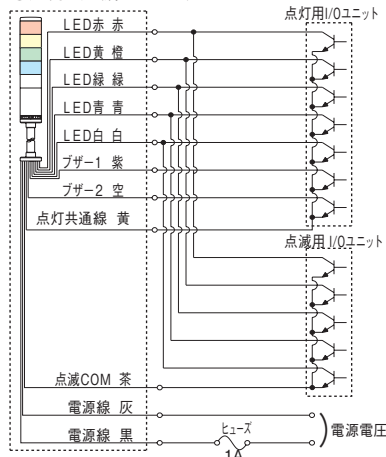 点灯用I/Oユニット
LED赤 赤
LED黄 橙
LED緑 緑
LED青 青
LED白 白
ブザー1 紫
ブザー2 空
点灯共通線 黄
点滅用I/Oユニット
点滅COM 茶
電源線 灰
電源線 黒
ヒューズ
1A
電源電圧